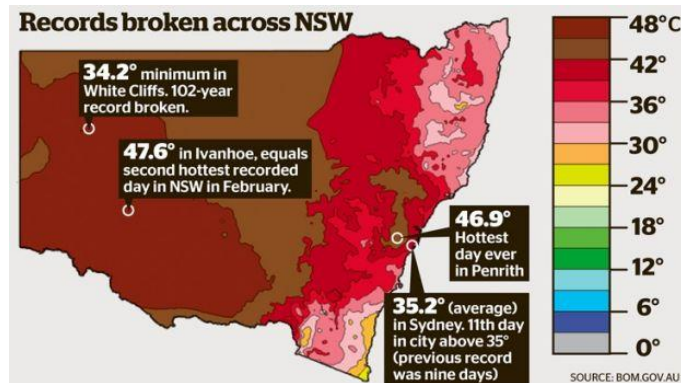 Records broken across NSW
34.2° minimum in
White Cliffs. 102-year
record broken.
47.6° in Ivanhoe, equals
second hottest recorded
day in NSW in February.
46.9°
Hottest
day ever
in Penrith
35.2° (average)
in Sydney. 11th day
in city above 35°
(previous record
was nine days)
48°C
42°
36°
30°
24°
18°
12°
6°
0°
SOURCE: BOM.GOV.AU